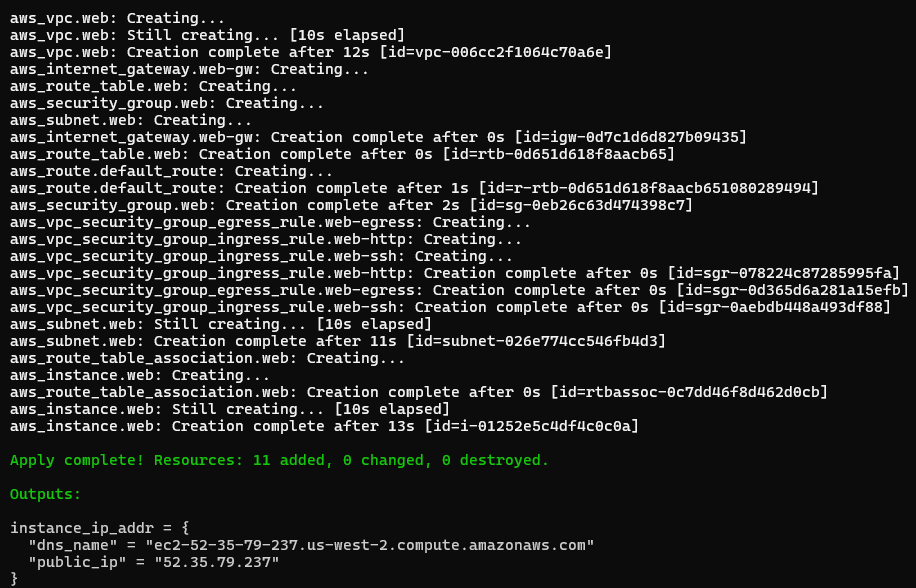 aws_vpc.web: Creating...
aws_vpc.web: Still creating... [10s elapsed]
aws_vpc.web: Creation complete after 12s [id=vpc-006cc2f1064c70a6e]
aws_internet_gateway.web-gw: Creating...
aws_route_table.web: Creating...
aws_security_group.web: Creating...
aws_subnet.web: Creating...
aws_internet_gateway.web-gw: Creation complete after 0s [id=igw-0d7c1d6d827b09435]
aws_route_table.web: Creation complete after 0s [id=rtb-0d651d618f8aacb65]
aws_route.default_route: Creating...
aws_route.default_route: Creation complete after 1s [id=r-rtb-0d651d618f8aacb651080289494]
aws_security_group.web: Creation complete after 2s [id=sg-0eb26c63d474398c7]
aws_vpc_security_group_egress_rule.web-egress: Creating...
aws_vpc_security_group_ingress_rule.web-http: Creating...
aws_vpc_security_group_ingress_rule.web-ssh: Creating...
aws_vpc_security_group_ingress_rule.web-http: Creation complete after 0s [id=sgr-078224c87285995fa]
aws_vpc_security_group_egress_rule.web-egress: Creation complete after 0s [id=sgr-0d365d6a281a15efb]
aws_vpc_security_group_ingress_rule.web-ssh: Creation complete after 0s [id=sgr-0aebdb448a493df88]
aws_subnet.web: Still creating... [10s elapsed]
aws_subnet.web: Creation complete after 11s [id=subnet-026e774cc546fb4d3]
aws_route_table_association.web: Creating...
aws_instance.web: Creating...
aws_route_table_association.web: Creation complete after 0s [id=rtbassoc-0c7dd46f8d462d0cb]
aws_instance.web: Still creating... [10s elapsed]
aws_instance.web: Creation complete after 13s [id=i-01252e5c4df4c0c0a]
Apply complete! Resources: 11 added, 0 changed, 0 destroyed.
Outputs:
instance_ip_addr = {
  "dns_name" = "ec2-52-35-79-237.us-west-2.compute.amazonaws.com"
  "public_ip" = "52.35.79.237"
}